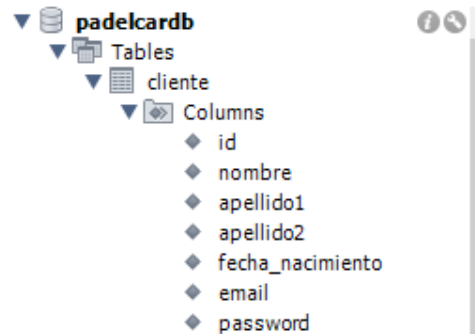 padelcardb
Tables
cliente
Columns
id
nombre
apellido1
apellido2
fecha_nacimiento
email
password